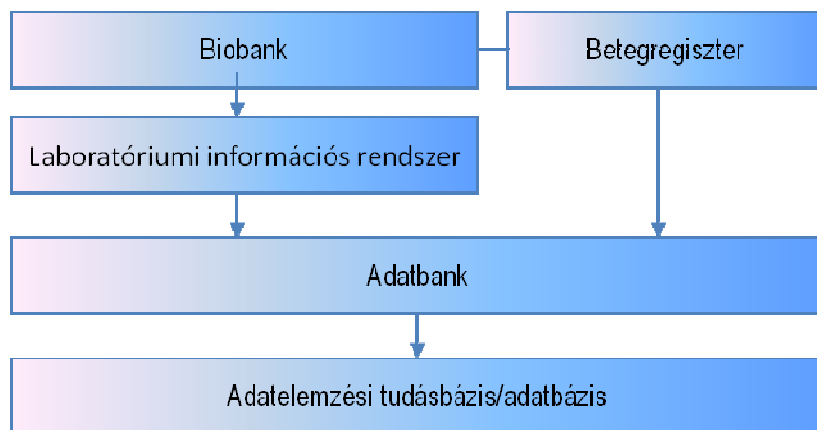 Biobank
Betegregiszter
Laboratóriumi információs rendszer
Adatbank
Adatelemzési tudásbázis/adatbázis